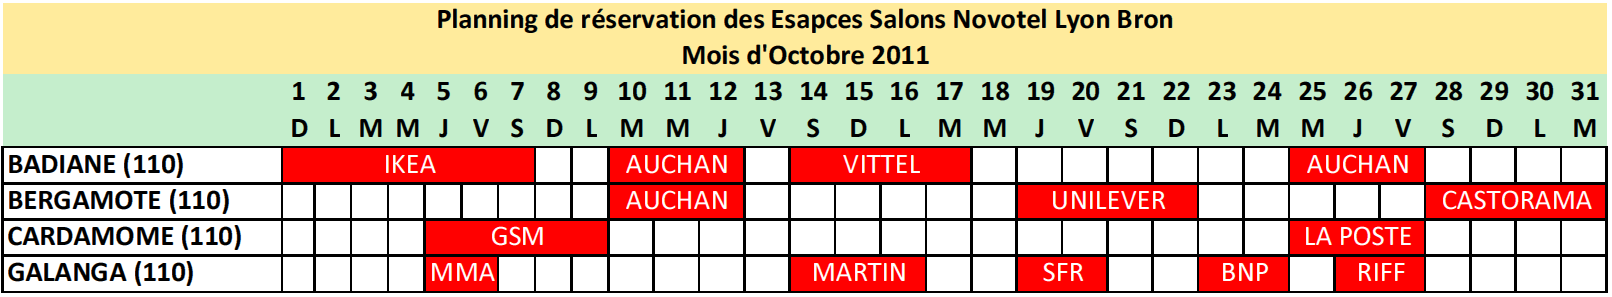 Planning de réservation des Esapces Salons Novotel Lyon Bron
Mois d'Octobre 2011
1 2 3 4 5 6 7 8 9 10 11 12 13 14 15 16 17 18 19 20 21 22 23 24 25 26 27 28 29 30 31
D L M M J V S D L M M J V S D L M M J V S D L M M J V S D L M
BADIANE (110) IKEA AUCHAN VITTEL AUCHAN
BERGAMOTE (110) AUCHAN UNILEVER CASTORAMA
CARDAMOME (110) GSM LA POSTE
GALANGA (110) MMA MARTIN SFR BNP RIFF